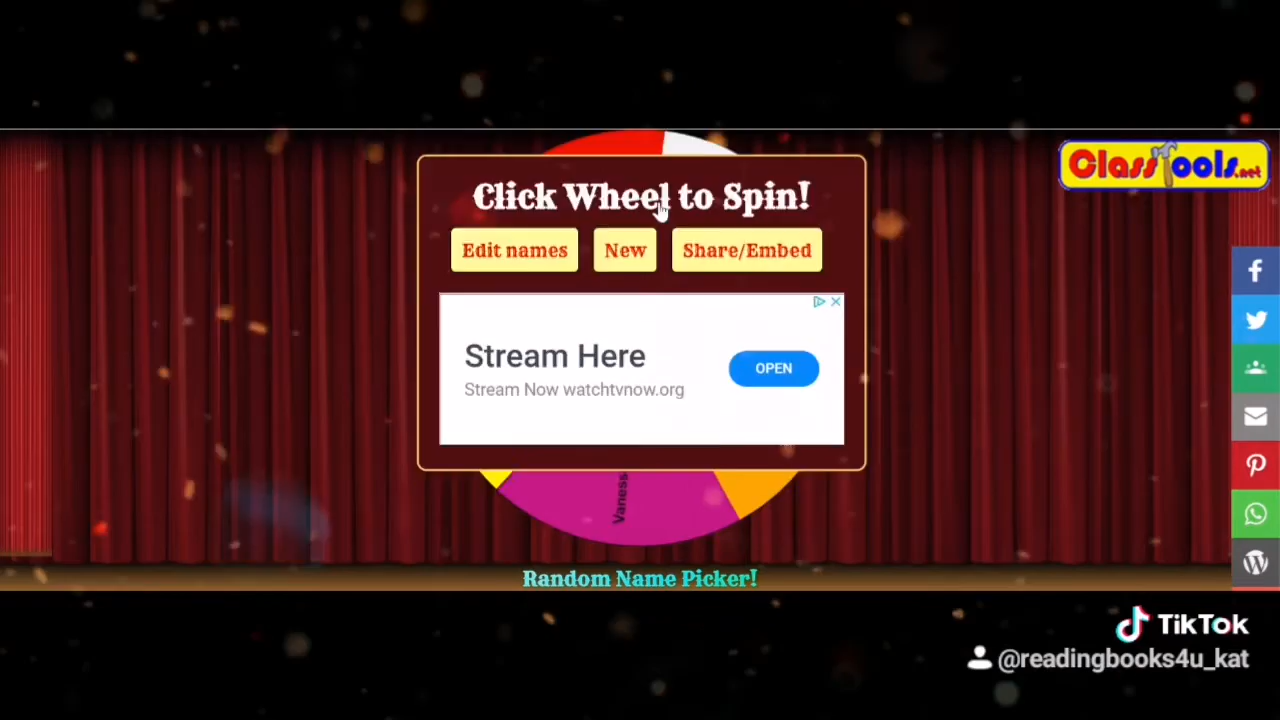 ClassTools.net
Click Wheel to Spin!
Edit names
New
Share/Embed
Stream Here
OPEN
Stream Now watchtvnow.org
Random Name Picker!
TikTok
@readingbooks4u_kat